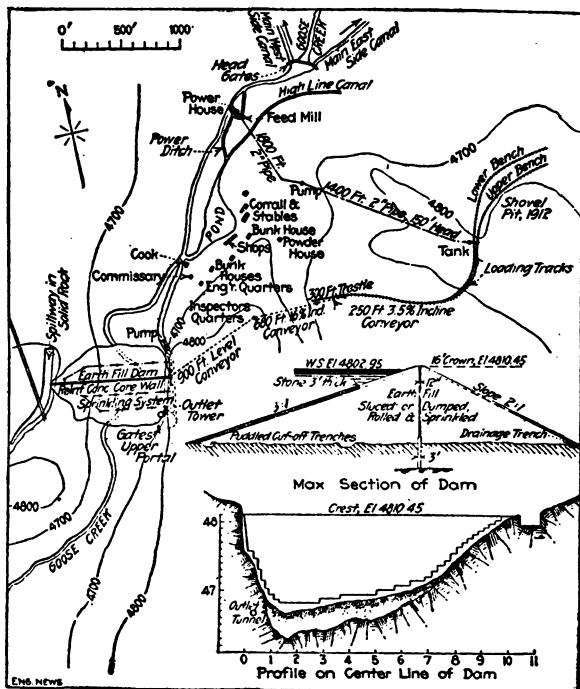 0' 500' 1000'
N
Main West
Side Canal
GOOSE
CREEK
Main East
Side Canal
Head
Gates
High Line Canal
Power
House
Feed Mill
Power
Ditch
1800 Ft.
2" Pipe
4700
4700
4800
Lower Bench
Upper Bench
Pump
1400 Ft. 2" Pipe, 150' Head
Shovel
Pit, 1912
Tank
POND
Corrall &
Stables
Bunk House
Shops
Powder
House
Cook
Commissary
Bunk
Houses
Eng'r. Quarters
Loading Tracks
Inspectors
Quarters
300 Ft. Trestle
250 Ft 3.5% Incline
Conveyor
Incl.
Conveyor
Spillway in
Solid Rock
Pump
4700
4800
900 Ft. Level
Conveyor
Earth Fill Dam
Conc Core Wall
Sprinkling System
Outlet
Tower
Gates, Upper
Portal
4800
4700
GOOSE CREEK
4700
4800
W S El 4802.95
16' Crown, El 4810.45
Stone 3' thick
12"
3:1
Slope 2:1
Earth Fill
Sluced or Dumped,
Rolled & Sprinkled
Puddled Cut-off Trenches
Drainage Trench
3'
Max Section of Dam
Crest, El 4810.45
48
47
Outlet
Tunnel
0 1 2 3 4 5 6 7 8 9 10 11
Profile on Center Line of Dam
ENG. NEWS